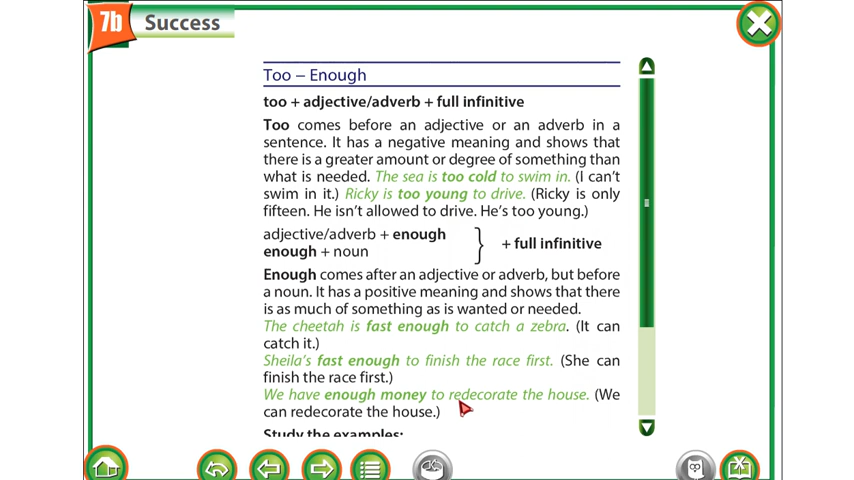 7b Success
Too – Enough
too + adjective/adverb + full infinitive
Too comes before an adjective or an adverb in a
sentence. It has a negative meaning and shows that
there is a greater amount or degree of something than
what is needed. The sea is too cold to swim in. (I can't
swim in it.) Ricky is too young to drive. (Ricky is only
fifteen. He isn't allowed to drive. He's too young.)
adjective/adverb + enough
enough + noun
} + full infinitive
Enough comes after an adjective or adverb, but before
a noun. It has a positive meaning and shows that there
is as much of something as is wanted or needed.
The cheetah is fast enough to catch a zebra. (It can
catch it.)
Sheila's fast enough to finish the race first. (She can
finish the race first.)
We have enough money to redecorate the house. (We
can redecorate the house.)
Study the examples: